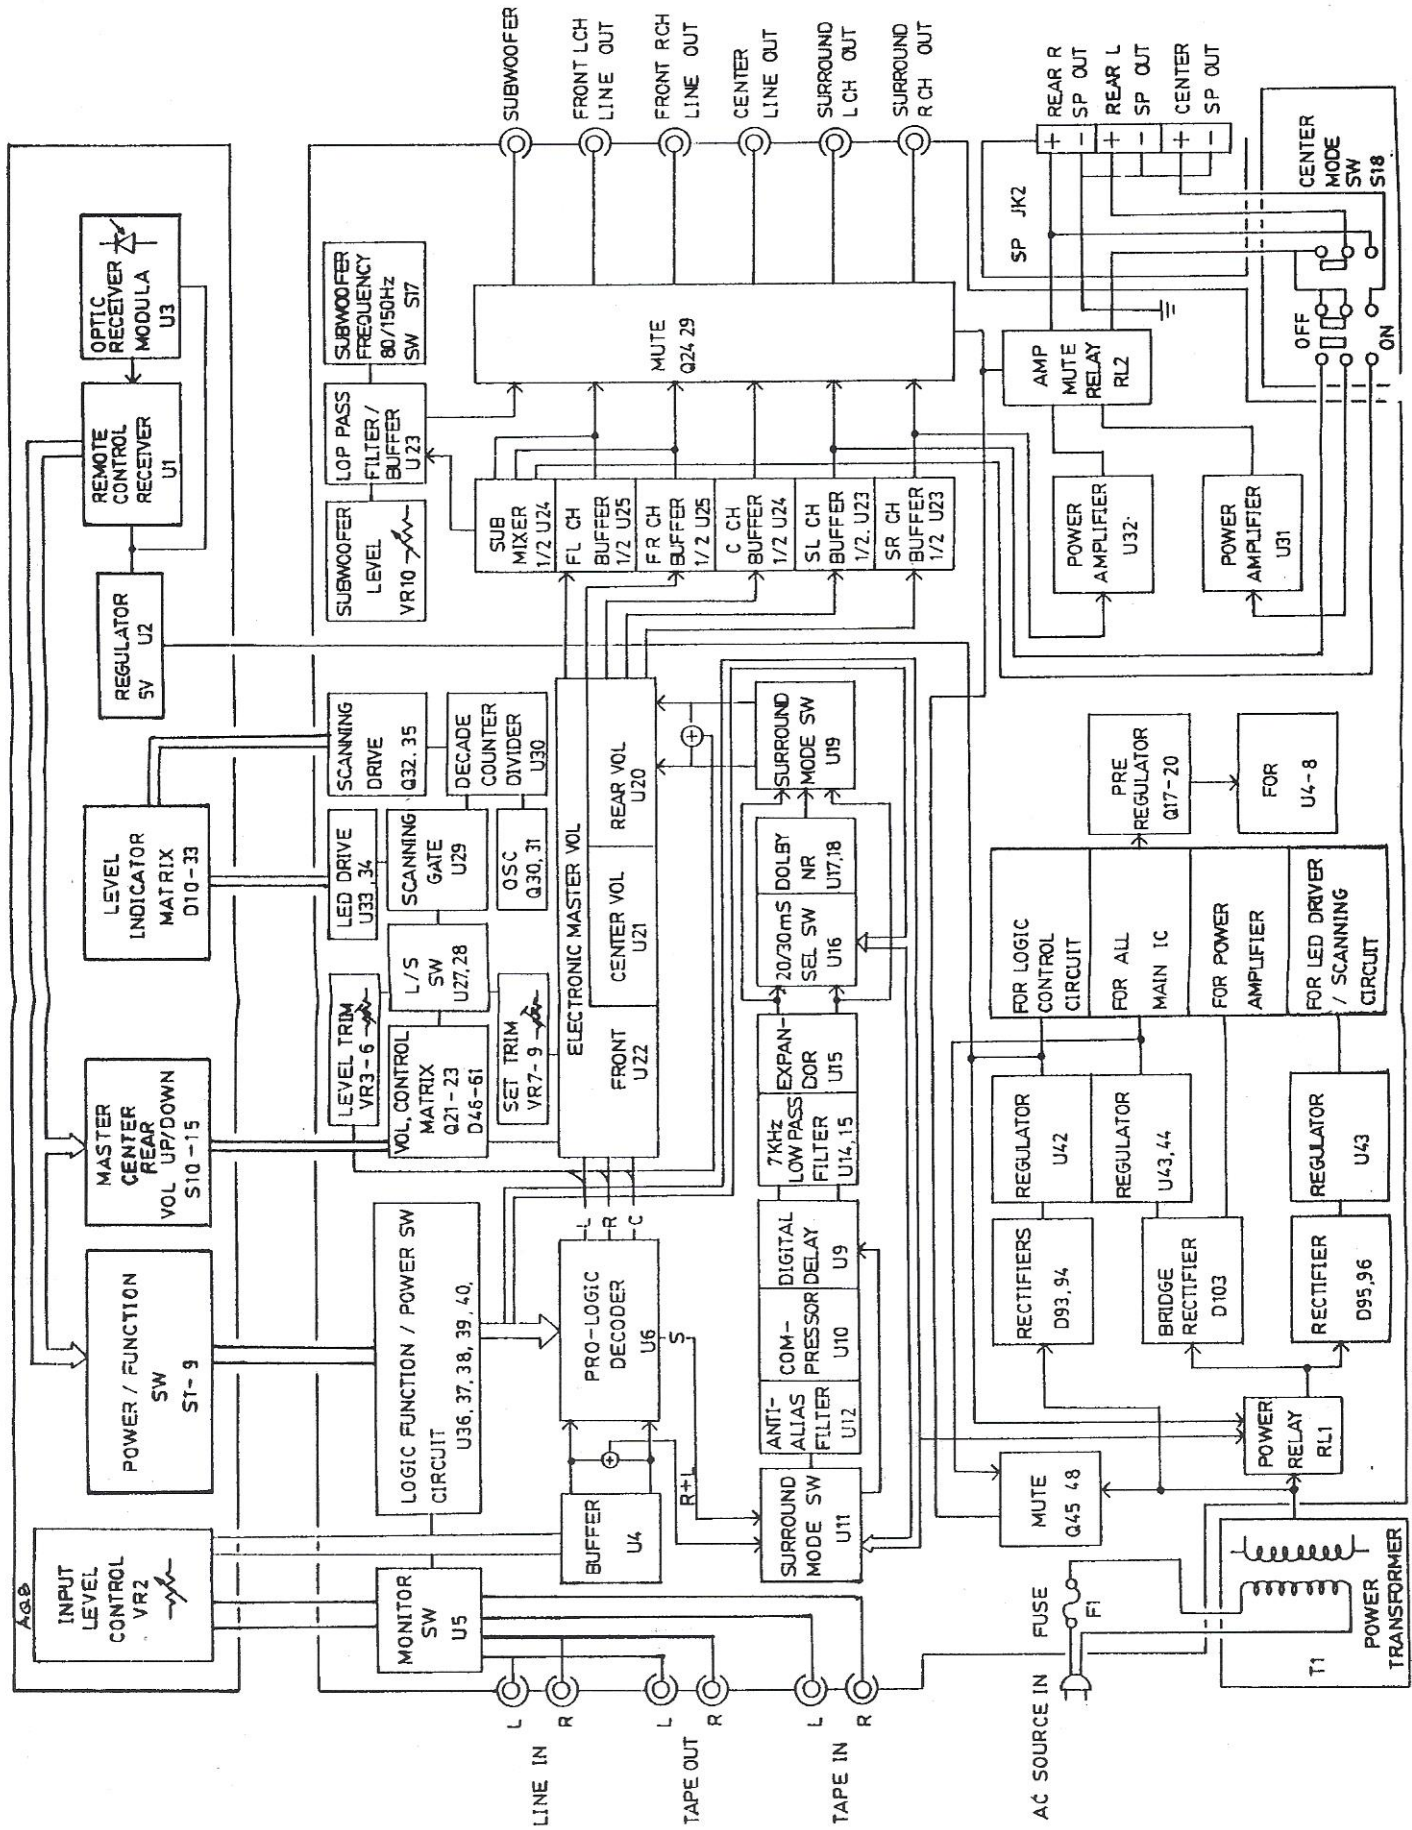 AQB
INPUT
LEVEL
CONTROL
VR2
POWER / FUNCTION
SW
ST-9
MASTER
CENTER
REAR
VOL UP/DOWN
S10-15
LEVEL
INDICATOR
MATRIX
D10-33
REGULATOR
5V U2
REMOTE
CONTROL
RECEIVER
U1
OPTIC
RECEIVER
MODULA
U3
MONITOR
SW
U5
LOGIC FUNCTION / POWER SW
CIRCUIT
U36, 37, 38, 39, 40,
LEVEL TRIM
VR3-6
VOL, CONTROL
MATRIX
Q21-23
D46-61
SET TRIM
VR7-9
L/S
SW
U27,28
LED DRIVE
U33, 34
SCANNING
GATE
U29
OSC
Q30, 31
SCANNING
DRIVE
Q32. 35
DECADE
COUNTER
DIVIDER
U30
SUBWOOFER
LEVEL
VR10
LOP PASS
FILTER/
BUFFER
U23
SUBWOOFER
FREQUENCY
80/150Hz
SW S17
BUFFER
U4
PRO-LOGIC
DECODER
U6
L
R
C
S
R+L
ELECTRONIC MASTER VOL
FRONT
U22
CENTER VOL
U21
REAR VOL
U20
SUB
MIXER
1/2 U24
FL CH
BUFFER
1/2 U25
FR CH
BUFFER
1/2 U25
C CH
BUFFER
1/2 U24
SL CH
BUFFER
1/2. U23
SR CH
BUFFER
1/2 U23
MUTE
Q24 29
SUBWOOFER
FRONT LCH
LINE OUT
FRONT RCH
LINE OUT
CENTER
LINE OUT
SURROUND
LCH OUT
SURROUND
RCH OUT
SURROUND
MODE SW
U11
ANTI-
ALIAS
FILTER
U12
COM-
PRESSOR
U10
DIGITAL
DELAY
U9
7KHz
LOW PASS
FILTER
U14,15
EXPAN-
DOR
U15
20/30mS
SEL SW
U16
DOLBY
NR
U17,18
SURROUND
MODE SW
U19
L
R
LINE IN
L
R
TAPE OUT
L
R
TAPE IN
AC SOURCE IN
FUSE
F1
T1
POWER
TRANSFORMER
MUTE
Q45 48
POWER
RELAY
RL1
RECTIFIERS
D93,94
BRIDGE
RECTIFIER
D103
RECTIFIER
D95,96
REGULATOR
U42
REGULATOR
U43,44
REGULATOR
U43
FOR LOGIC
CONTROL
CIRCUIT
FOR ALL
MAIN IC
FOR POWER
AMPLIFIER
FOR LED DRIVER
/ SCANNING
CIRCUIT
PRE
REGULATOR
Q17-20
FOR
U4-8
POWER
AMPLIFIER
U32
POWER
AMPLIFIER
U31
AMP
MUTE
RELAY
RL2
SP JK2
+
-
+
-
+
-
REAR R
SP OUT
REAR L
SP OUT
CENTER
SP OUT
OFF
ON
CENTER
MODE
SW
S18